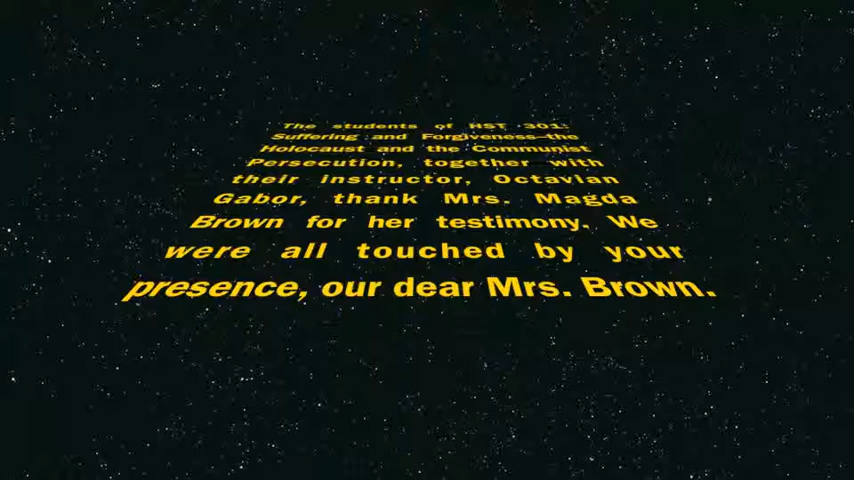 The students of HST 301:
Suffering and Forgiveness–the
Holocaust and the Communist
Persecution, together with
their instructor, Octavian
Gabor, thank Mrs. Magda
Brown for her testimony. We
were all touched by your
presence, our dear Mrs. Brown.